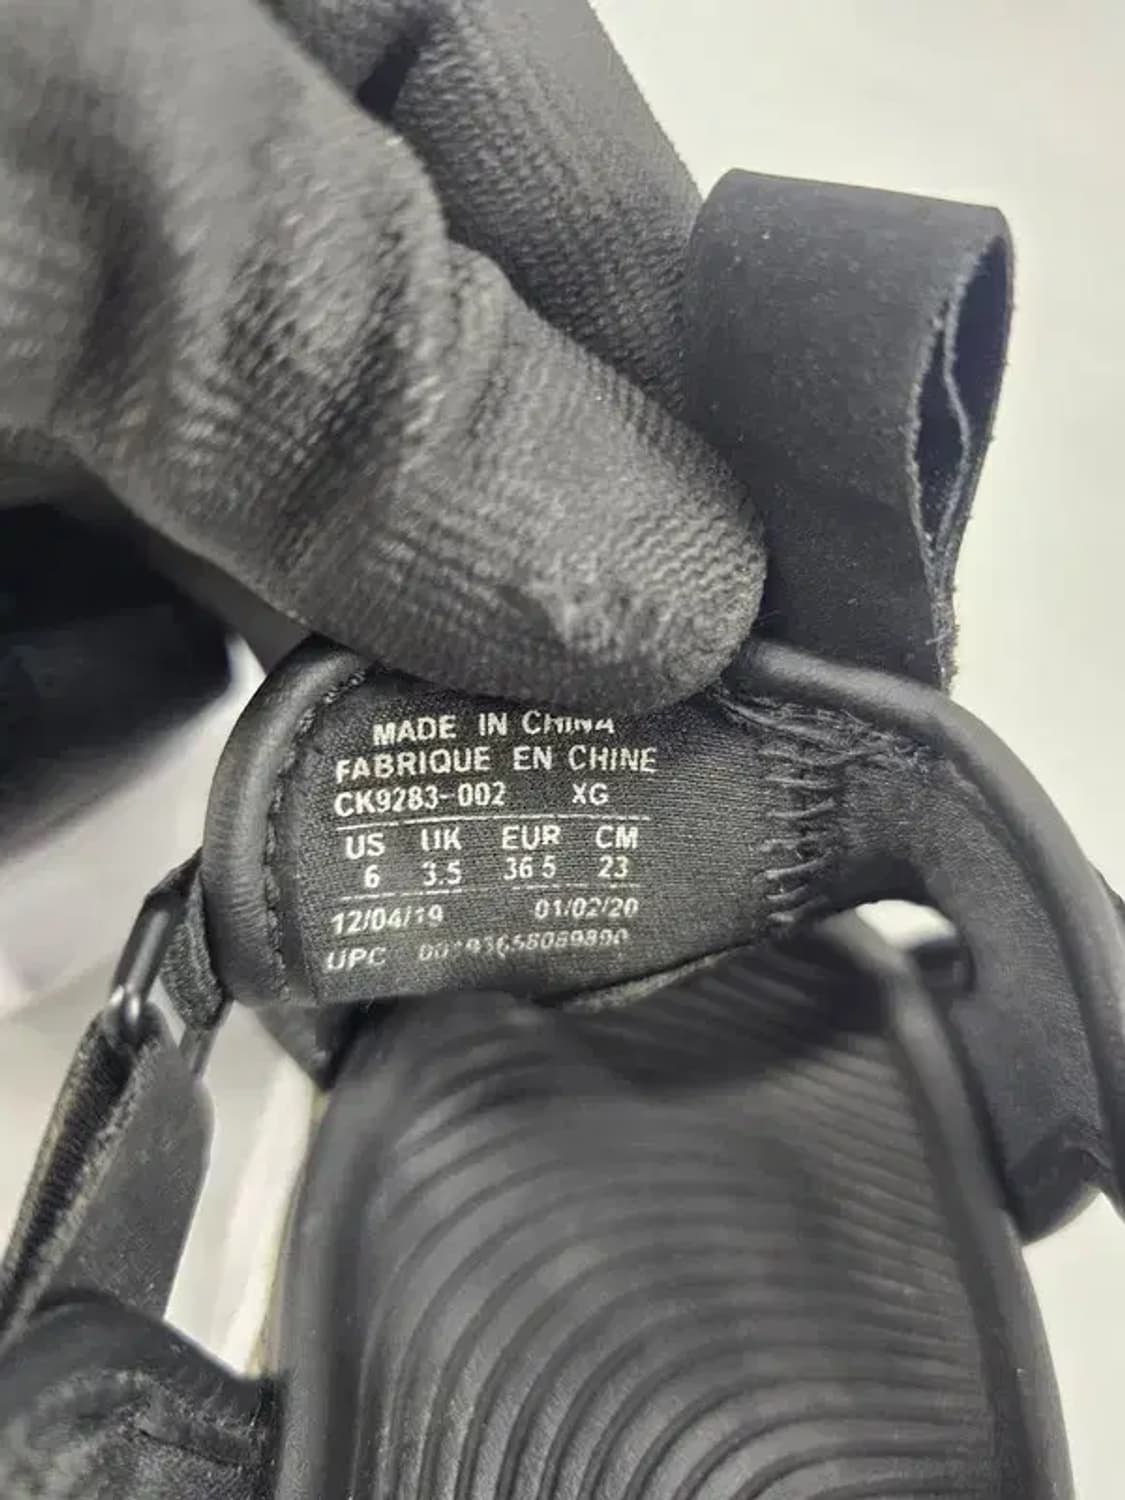 MADE IN CHINA
FABRIQUE EN CHINE
CK9283-002 XG
US UK EUR CM
6 3.5 36.5 23
12/04/19 01/02/20
UPC